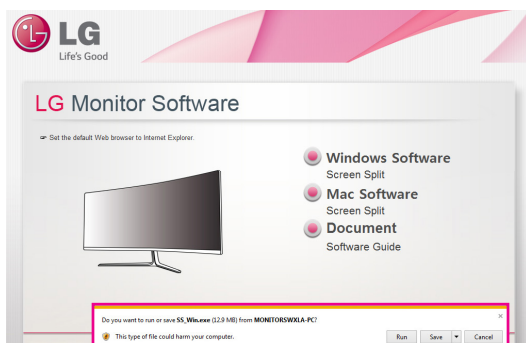 LG
Life's Good
LG Monitor Software
☞ Set the default Web browser to Internet Explorer.
Windows Software
Screen Split
Mac Software
Screen Split
Document
Software Guide
Do you want to run or save SS_Win.exe (12.9 MB) from MONITORSWXLA-PC?
×
This type of file could harm your computer.
Run
Save
Cancel